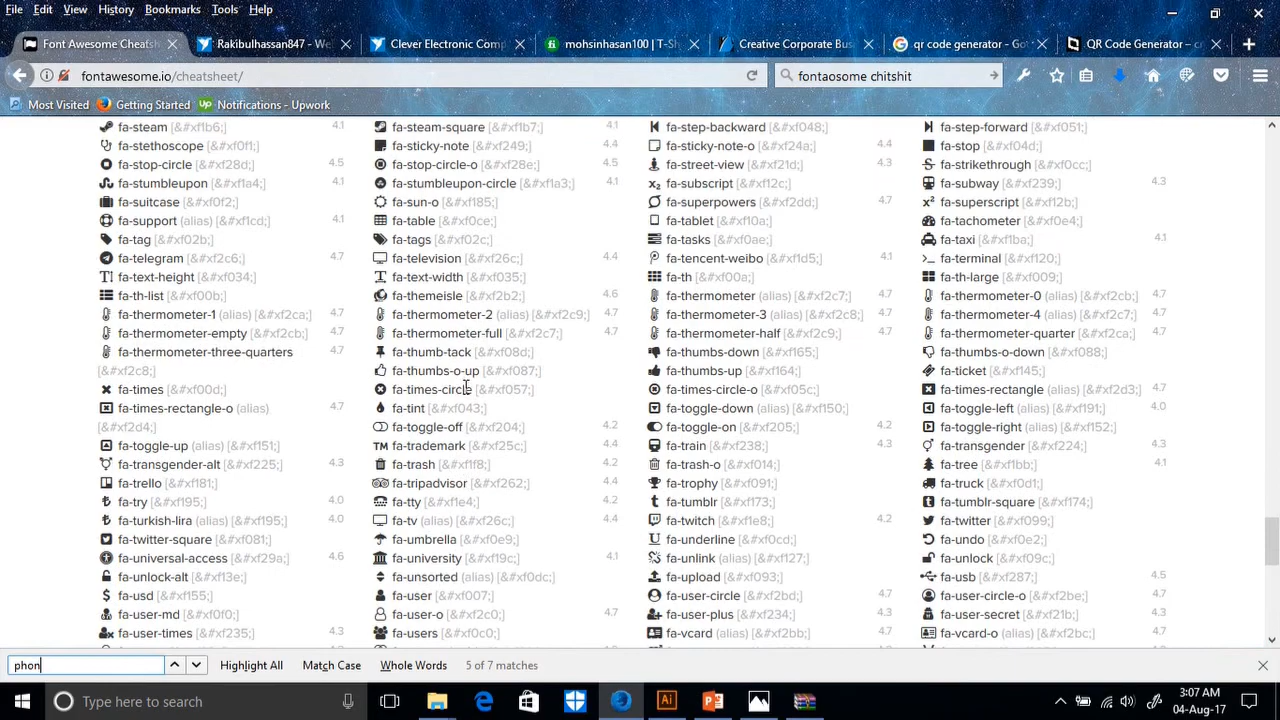 File Edit View History Bookmarks Tools Help
Font Awesome Cheatsh Rakibulhassan847 - We Clever Electronic Comp mohsinhasan100 | T-Sh Creative Corporate Bus qr code generator - Go QR Code Generator – cr
fontawesome.io/cheatsheet/ fontaosome chitshit
Most Visited Getting Started Up Notifications - Upwork
fa-steam [&#xf1b6;] 4.1 fa-steam-square [&#xf1b7;] 4.1 fa-step-backward [&#xf048;] fa-step-forward [&#xf051;]
fa-stethoscope [&#xf0f1;] fa-sticky-note [&#xf249;] 4.4 fa-sticky-note-o [&#xf24a;] 4.4 fa-stop [&#xf04d;]
fa-stop-circle [&#xf28d;] 4.5 fa-stop-circle-o [&#xf28e;] 4.5 fa-street-view [&#xf21d;] 4.3 fa-strikethrough [&#xf0cc;]
fa-stumbleupon [&#xf1a4;] 4.1 fa-stumbleupon-circle [&#xf1a3;] 4.1 fa-subscript [&#xf12c;] fa-subway [&#xf239;] 4.3
fa-suitcase [&#xf0f2;] fa-sun-o [&#xf185;] fa-superpowers [&#xf2dd;] 4.7 fa-superscript [&#xf12b;]
fa-support (alias) [&#xf1cd;] 4.1 fa-table [&#xf0ce;] fa-tablet [&#xf10a;] fa-tachometer [&#xf0e4;]
fa-tag [&#xf02b;] fa-tags [&#xf02c;] fa-tasks [&#xf0ae;] fa-taxi [&#xf1ba;] 4.1
fa-telegram [&#xf2c6;] 4.7 fa-television [&#xf26c;] 4.4 fa-tencent-weibo [&#xf1d5;] 4.1 fa-terminal [&#xf120;]
fa-text-height [&#xf034;] fa-text-width [&#xf035;] fa-th [&#xf00a;] fa-th-large [&#xf009;]
fa-th-list [&#xf00b;] fa-themeisle [&#xf2b2;] 4.6 fa-thermometer (alias) [&#xf2c7;] 4.7 fa-thermometer-0 (alias) [&#xf2cb;] 4.7
fa-thermometer-1 (alias) [&#xf2ca;] 4.7 fa-thermometer-2 (alias) [&#xf2c9;] 4.7 fa-thermometer-3 (alias) [&#xf2c8;] 4.7 fa-thermometer-4 (alias) [&#xf2c7;] 4.7
fa-thermometer-empty [&#xf2cb;] 4.7 fa-thermometer-full [&#xf2c7;] 4.7 fa-thermometer-half [&#xf2c9;] 4.7 fa-thermometer-quarter [&#xf2ca;] 4.7
fa-thermometer-three-quarters 4.7 fa-thumb-tack [&#xf08d;] fa-thumbs-down [&#xf165;] fa-thumbs-o-down [&#xf088;]
[&#xf2c8;] fa-thumbs-o-up [&#xf087;] fa-thumbs-up [&#xf164;] fa-ticket [&#xf145;]
fa-times [&#xf00d;] fa-times-circle [&#xf057;] fa-times-circle-o [&#xf05c;] fa-times-rectangle [&#xf2d3;] 4.7
fa-times-rectangle-o (alias) 4.7 fa-tint [&#xf043;] fa-toggle-down (alias) [&#xf150;] fa-toggle-left (alias) [&#xf191;] 4.0
[&#xf2d4;] fa-toggle-off [&#xf204;] 4.2 fa-toggle-on [&#xf205;] 4.2 fa-toggle-right (alias) [&#xf152;]
fa-toggle-up (alias) [&#xf151;] fa-trademark [&#xf25c;] 4.4 fa-train [&#xf238;] 4.3 fa-transgender [&#xf224;] 4.3
fa-transgender-alt [&#xf225;] 4.3 fa-trash [&#xf1f8;] 4.2 fa-trash-o [&#xf014;] fa-tree [&#xf1bb;] 4.1
fa-trello [&#xf181;] fa-tripadvisor [&#xf262;] 4.4 fa-trophy [&#xf091;] fa-truck [&#xf0d1;]
fa-try [&#xf195;] 4.0 fa-tty [&#xf1e4;] 4.2 fa-tumblr [&#xf173;] fa-tumblr-square [&#xf174;]
fa-turkish-lira (alias) [&#xf195;] 4.0 fa-tv (alias) [&#xf26c;] 4.4 fa-twitch [&#xf1e8;] 4.2 fa-twitter [&#xf099;]
fa-twitter-square [&#xf081;] fa-umbrella [&#xf0e9;] fa-underline [&#xf0cd;] fa-undo [&#xf0e2;]
fa-universal-access [&#xf29a;] 4.6 fa-university [&#xf19c;] 4.1 fa-unlink (alias) [&#xf127;] fa-unlock [&#xf09c;]
fa-unlock-alt [&#xf13e;] fa-unsorted (alias) [&#xf0dc;] fa-upload [&#xf093;] fa-usb [&#xf287;] 4.5
fa-usd [&#xf155;] fa-user [&#xf007;] fa-user-circle [&#xf2bd;] 4.7 fa-user-circle-o [&#xf2be;] 4.7
fa-user-md [&#xf0f0;] fa-user-o [&#xf2c0;] 4.7 fa-user-plus [&#xf234;] 4.3 fa-user-secret [&#xf21b;] 4.3
fa-user-times [&#xf235;] 4.3 fa-users [&#xf0c0;] fa-vcard (alias) [&#xf2bb;] 4.7 fa-vcard-o (alias) [&#xf2bc;] 4.7
phon Highlight All Match Case Whole Words 5 of 7 matches
Type here to search Ai 3:07 AM
04-Aug-17